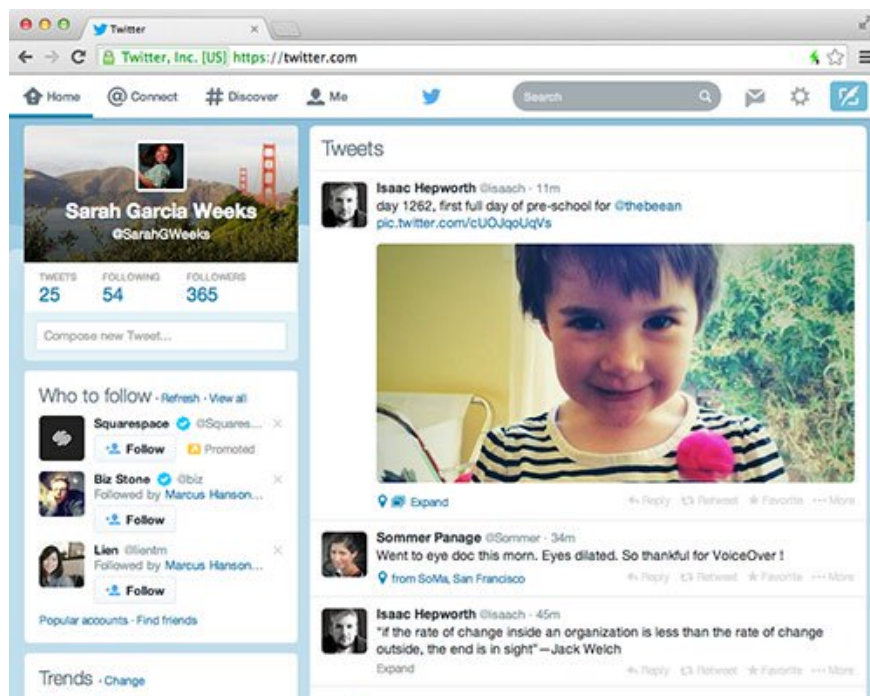 Twitter
Twitter, Inc. [US] https://twitter.com
Home Connect Discover Me Search
Sarah Garcia Weeks
@SarahGWeeks
TWEETS FOLLOWING FOLLOWERS
25 54 365
Compose new Tweet...
Who to follow · Refresh · View all
Squarespace @Squares...
Follow Promoted
Biz Stone @biz
Followed by Marcus Hanson...
Follow
Lien @lientm
Followed by Marcus Hanson...
Follow
Popular accounts · Find friends
Trends · Change
Tweets
Isaac Hepworth @isaach · 11m
day 1262, first full day of pre-school for @thebeean
pic.twitter.com/cUOJqoUqVs
Expand Reply Retweet Favorite More
Sommer Panage @Sommer · 34m
Went to eye doc this morn. Eyes dilated. So thankful for VoiceOver !
from SoMa, San Francisco Reply Retweet Favorite More
Isaac Hepworth @isaach · 45m
"if the rate of change inside an organization is less than the rate of change
outside, the end is in sight" —Jack Welch
Expand Reply Retweet Favorite More